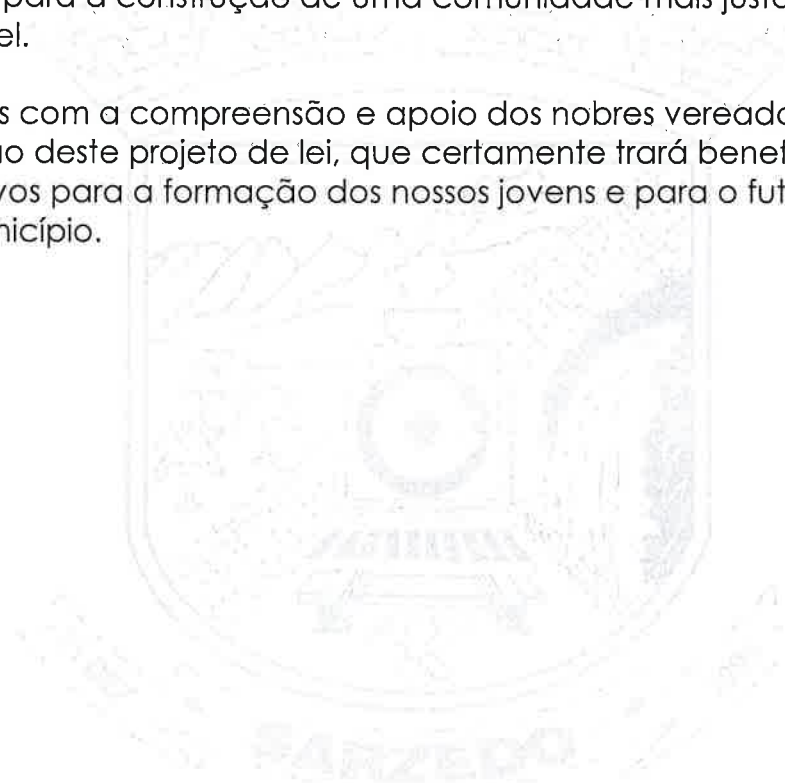 para a construção de uma comunidade mais justa
el.
s com a compreensão e apoio dos nobres vereado
o deste projeto de lei, que certamente trará benef
vos para a formação dos nossos jovens e para o fut
nicípio.
SARZEDO